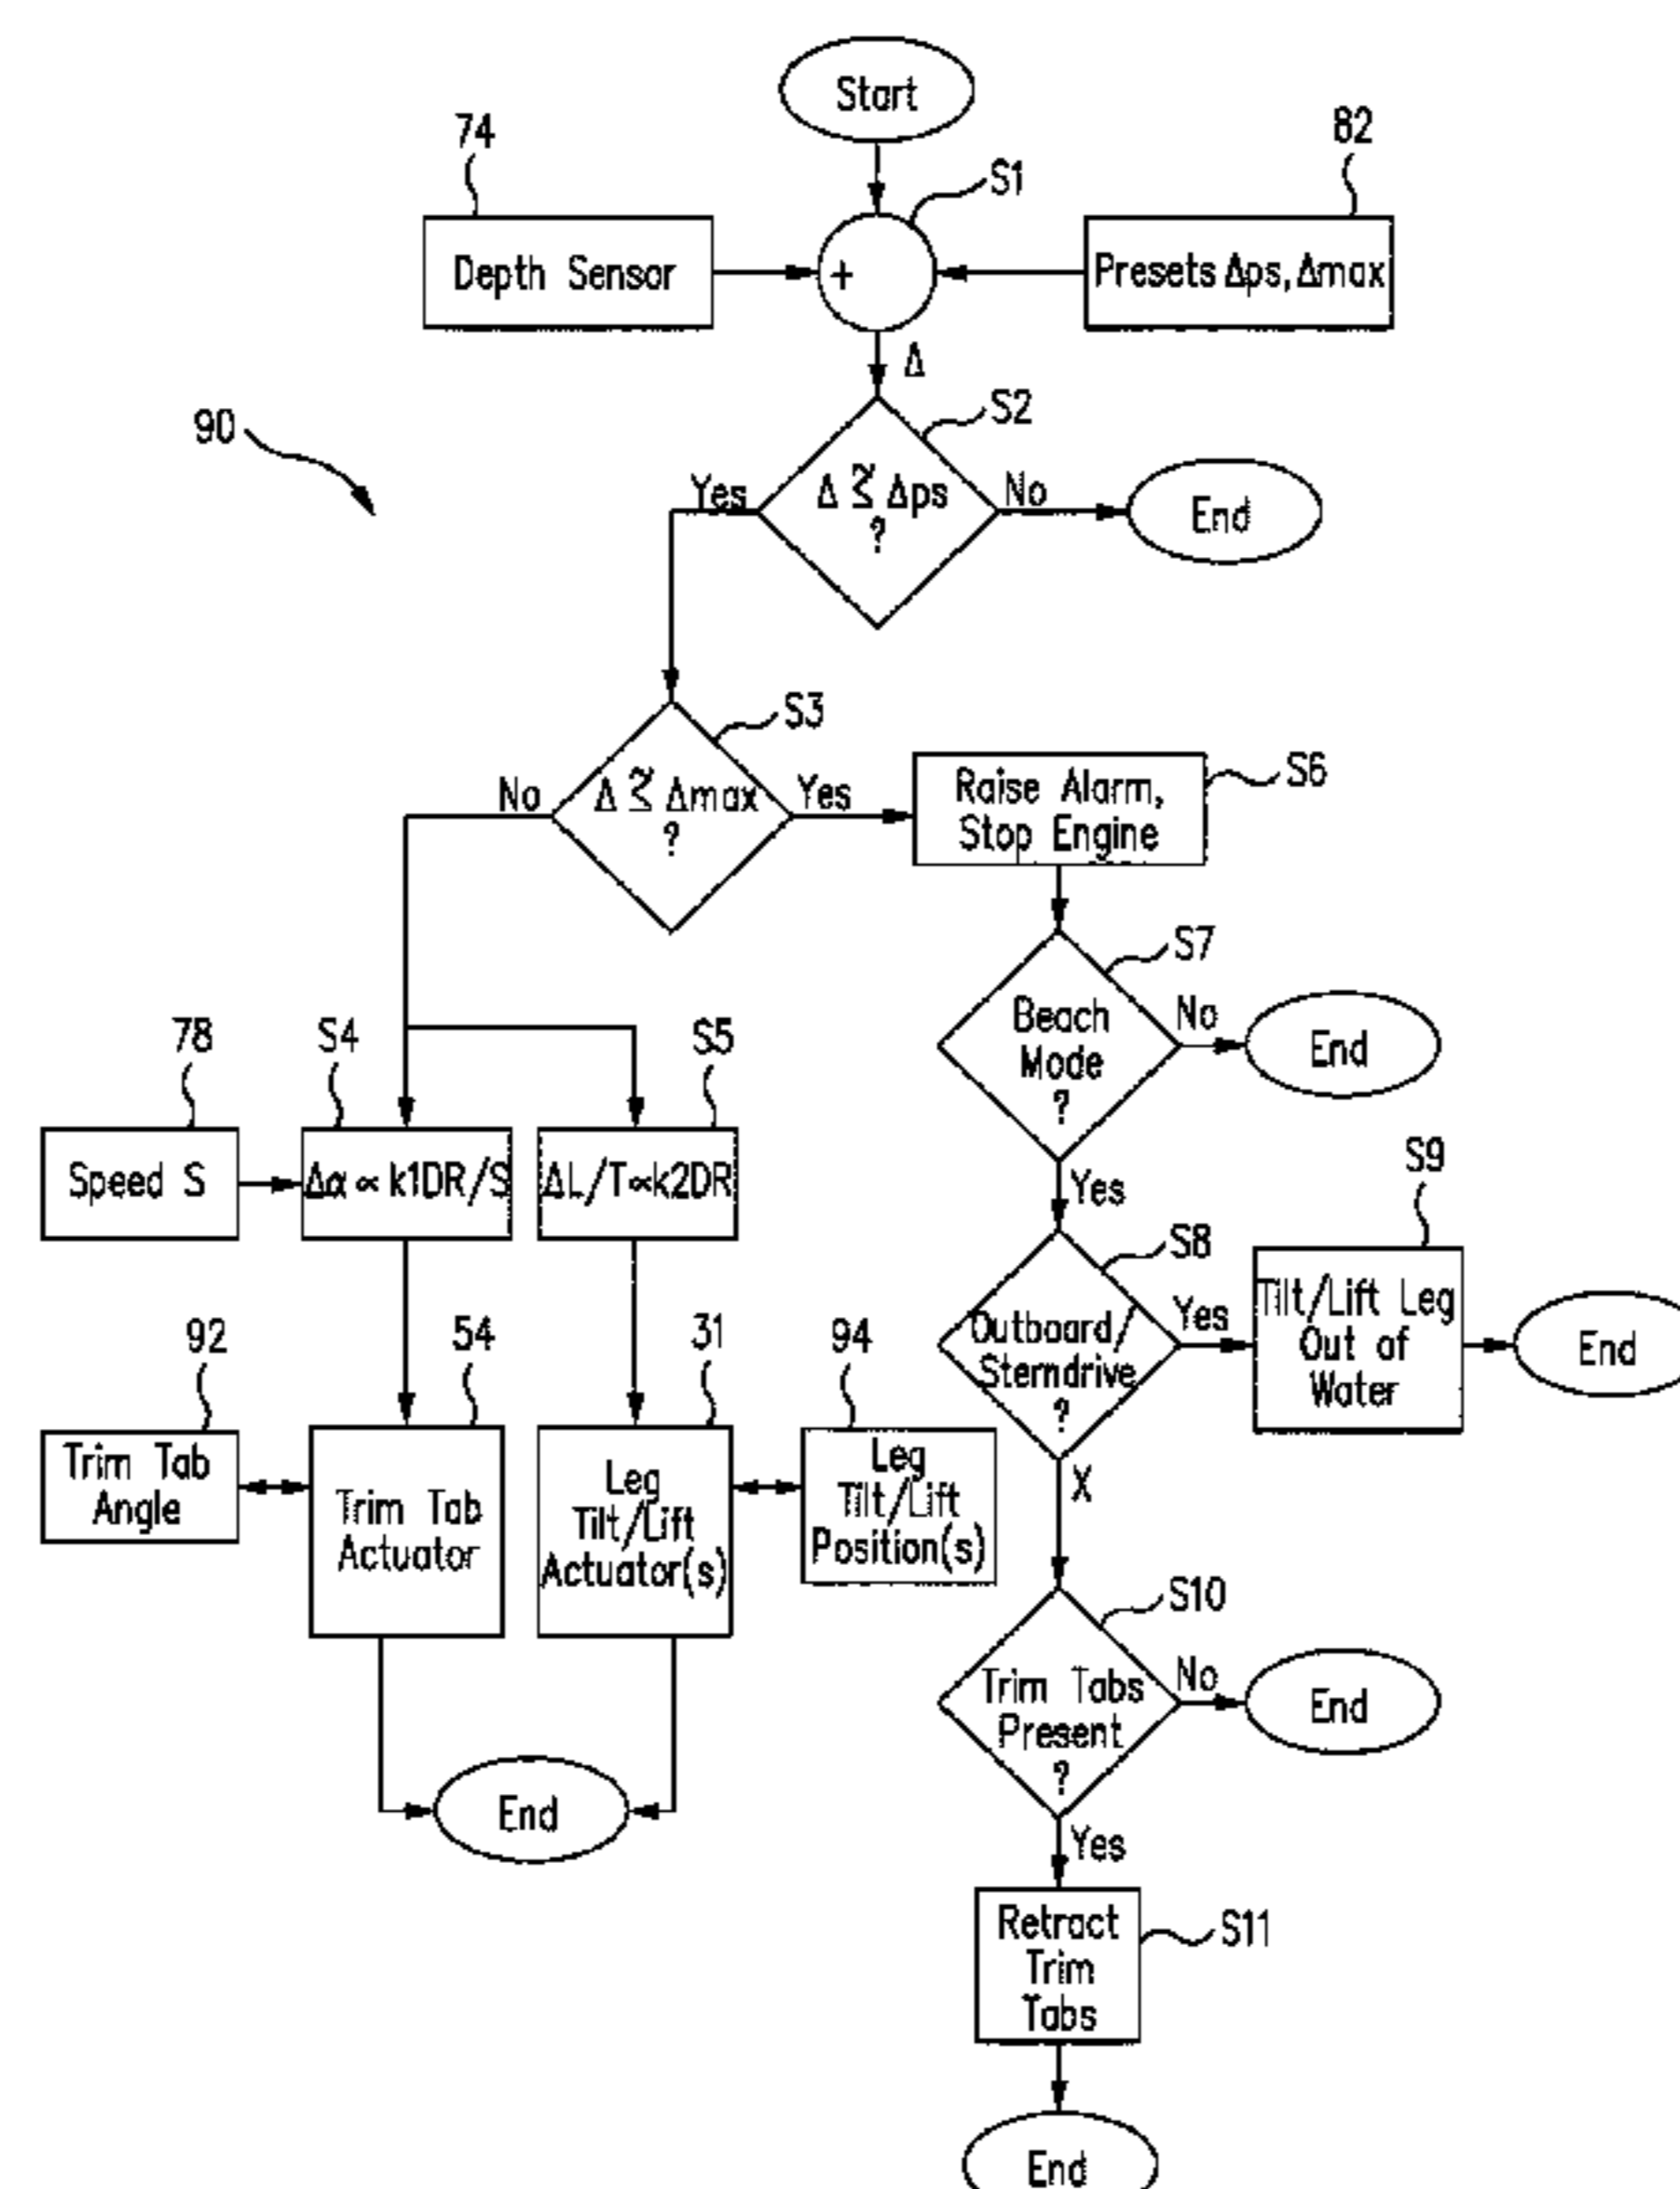 Start
74
82
S1
Depth Sensor
+
Presets Δps, Δmax
Δ
S2
90
Yes
Δ ≦ Δps
?
No
End
S3
No
Δ ≦ Δmax
?
Yes
Raise Alarm,
Stop Engine
S6
S7
Beach
Mode
?
No
End
78
S4
S5
Speed S
Δα ∝ k1DR/S
ΔL/T∝k2DR
Yes
S9
S8
Outboard/
Sterndrive
?
Yes
Tilt/Lift Leg
Out of
Water
End
92
54
31
94
Trim Tab
Angle
Trim Tab
Actuator
Leg
Tilt/Lift
Actuator(s)
Leg
Tilt/Lift
Position(s)
X
S10
Trim Tabs
Present
?
No
End
End
Yes
Retract
Trim
Tabs
S11
End